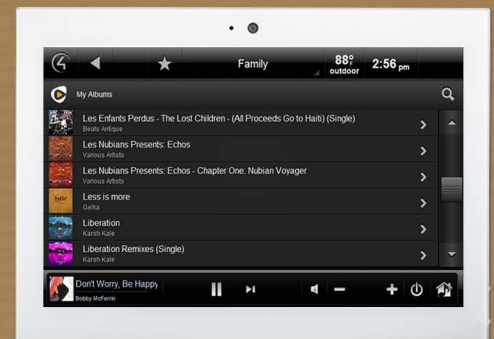 Family
88°F
outdoor
2:56 pm
My Albums
Les Enfants Perdus - The Lost Children - (All Proceeds Go to Haiti) (Single)
Beats Antique
Les Nubians Presents: Echos
Various Artists
Les Nubians Presents: Echos - Chapter One: Nubian Voyager
Various Artists
Less is more
Gelka
Liberation
Karsh Kale
Liberation Remixes (Single)
Karsh Kale
Don't Worry, Be Happy
Bobby McFerrin